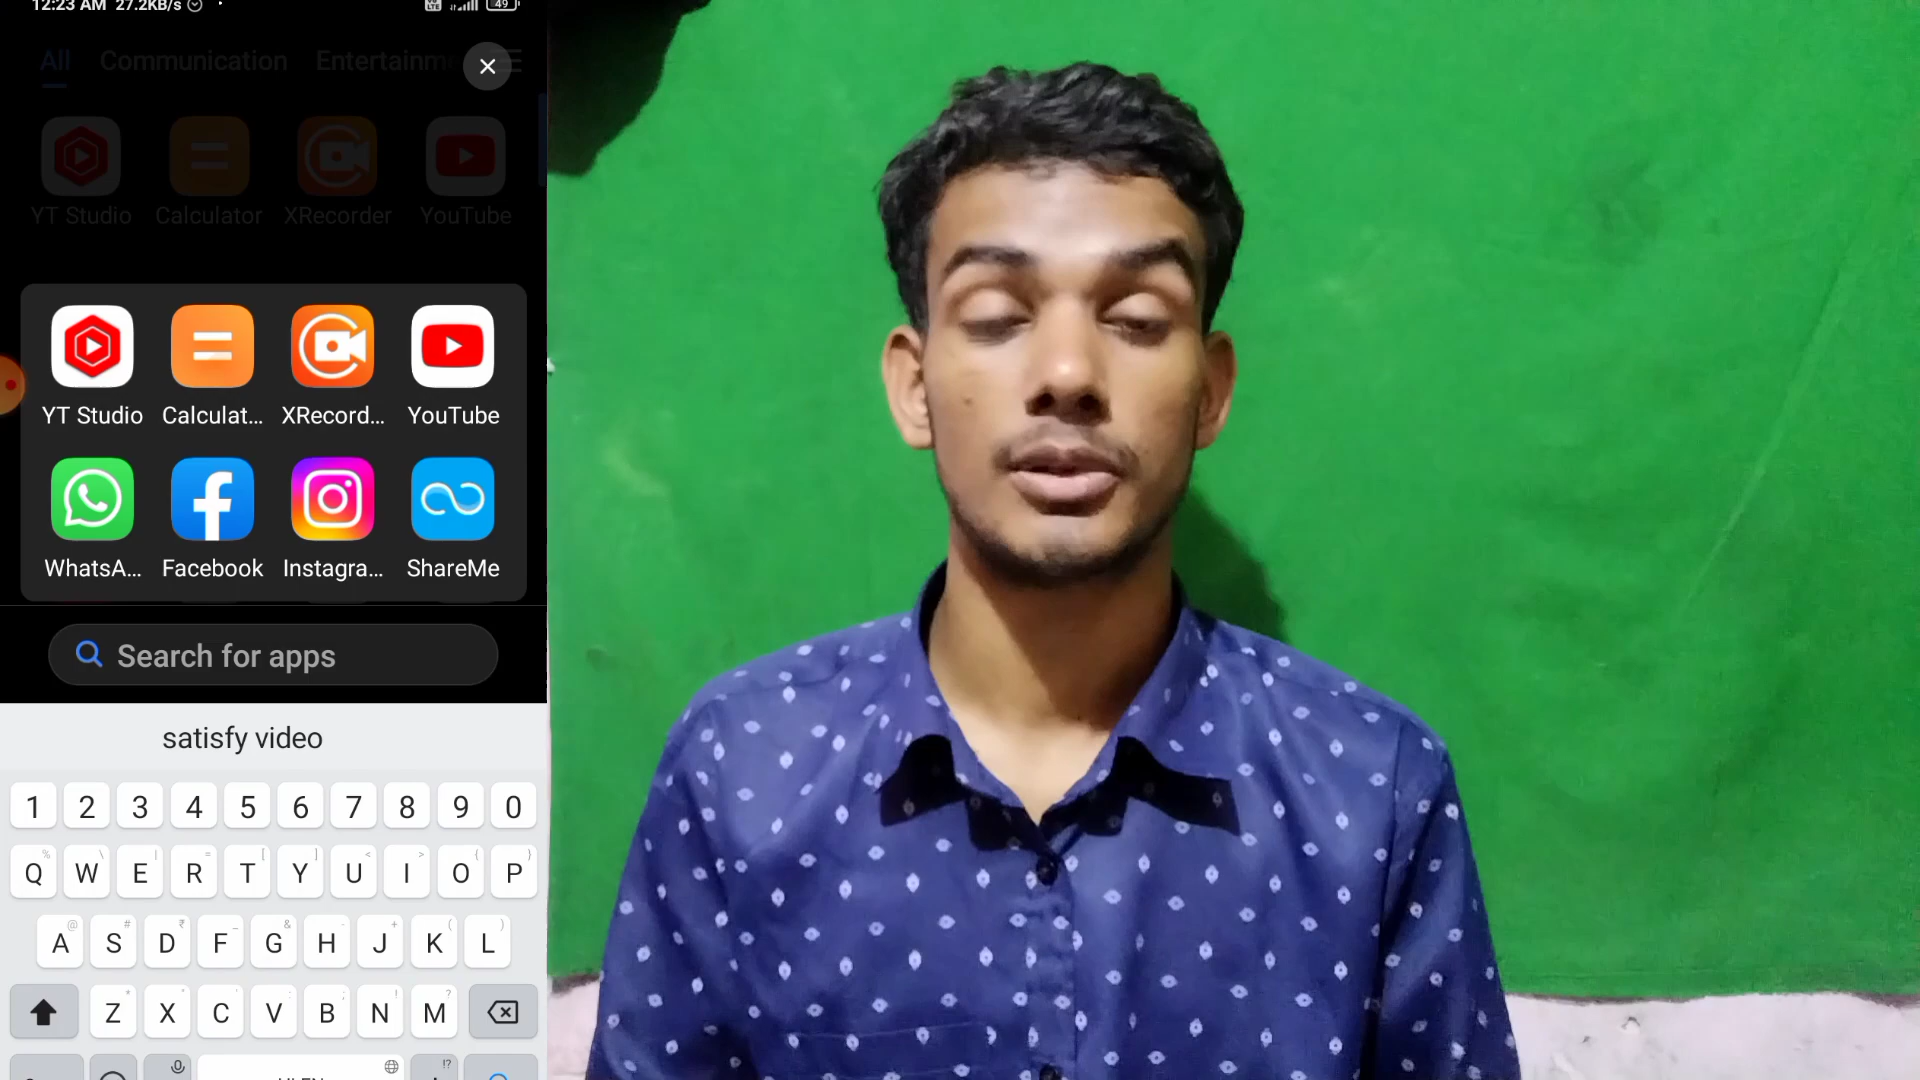 12:23 AM 27.2KB/s 49
All Communication Entertainm
YT Studio Calculator XRecorder YouTube
YT Studio Calculat... XRecord... YouTube
WhatsA... Facebook Instagra... ShareMe
Search for apps
satisfy video
1 2 3 4 5 6 7 8 9 0
Q W E R T Y U I O P
A S D F G H J K L
Z X C V B N M